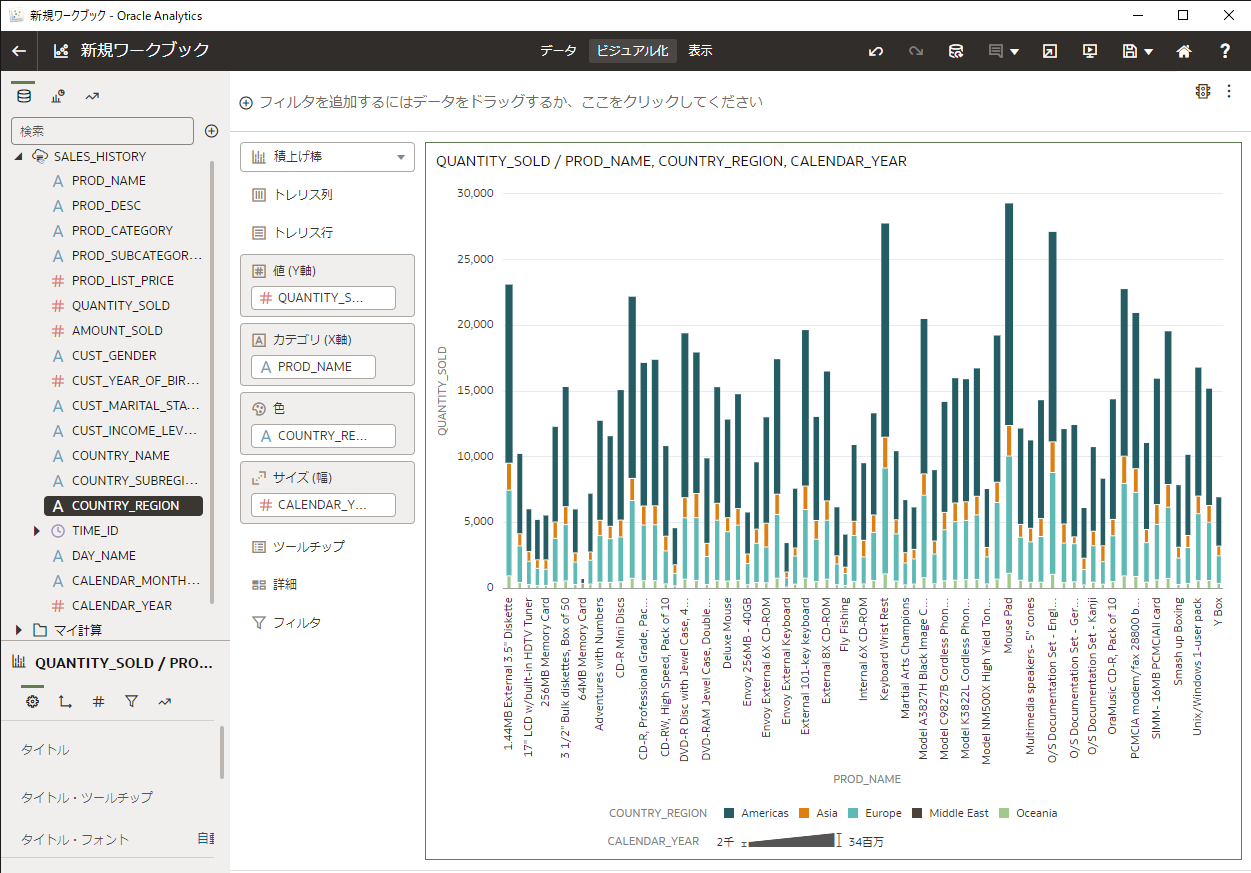 新規ワークブック - Oracle Analytics
新規ワークブック
データ
ビジュアル化
表示
検索
SALES_HISTORY
PROD_NAME
PROD_DESC
PROD_CATEGORY
PROD_SUBCATEGOR...
PROD_LIST_PRICE
QUANTITY_SOLD
AMOUNT_SOLD
CUST_GENDER
CUST_YEAR_OF_BIR...
CUST_MARITAL_STA...
CUST_INCOME_LEV...
COUNTRY_NAME
COUNTRY_SUBREGI...
COUNTRY_REGION
TIME_ID
DAY_NAME
CALENDAR_MONTH...
CALENDAR_YEAR
マイ計算
QUANTITY_SOLD / PRO...
タイトル
タイトル・ツールチップ
タイトル・フォント
自動
フィルタを追加するにはデータをドラッグするか、ここをクリックしてください
積上げ棒
トレリス列
トレリス行
値 (Y軸)
QUANTITY_S...
カテゴリ (X軸)
PROD_NAME
色
COUNTRY_RE...
サイズ (幅)
CALENDAR_Y...
ツールチップ
詳細
フィルタ
QUANTITY_SOLD / PROD_NAME, COUNTRY_REGION, CALENDAR_YEAR
QUANTITY_SOLD
30,000
25,000
20,000
15,000
10,000
5,000
0
1.44MB External 3.5" Diskette
17" LCD w/built-in HDTV Tuner
256MB Memory Card
3 1/2" Bulk diskettes, Box of 50
64MB Memory Card
Adventures with Numbers
CD-R Mini Discs
CD-R, Professional Grade, Pac...
CD-RW, High Speed, Pack of 10
DVD-R Disc with Jewel Case, 4...
DVD-RAM Jewel Case, Double...
Deluxe Mouse
Envoy 256MB - 40GB
Envoy External 6X CD-ROM
Envoy External Keyboard
External 101-key keyboard
External 8X CD-ROM
Fly Fishing
Internal 6X CD-ROM
Keyboard Wrist Rest
Martial Arts Champions
Model A3827H Black Image C...
Model C9827B Cordless Phon...
Model K3822L Cordless Phon...
Model NM500X High Yield Ton...
Mouse Pad
Multimedia speakers- 5" cones
O/S Documentation Set - Engl...
O/S Documentation Set - Ger...
O/S Documentation Set - Kanji
OraMusic CD-R, Pack of 10
PCMCIA modem/fax 28800 b...
SIMM- 16MB PCMCIAII card
Smash up Boxing
Unix/Windows 1-user pack
Y Box
PROD_NAME
COUNTRY_REGION
Americas
Asia
Europe
Middle East
Oceania
CALENDAR_YEAR
2千
34百万